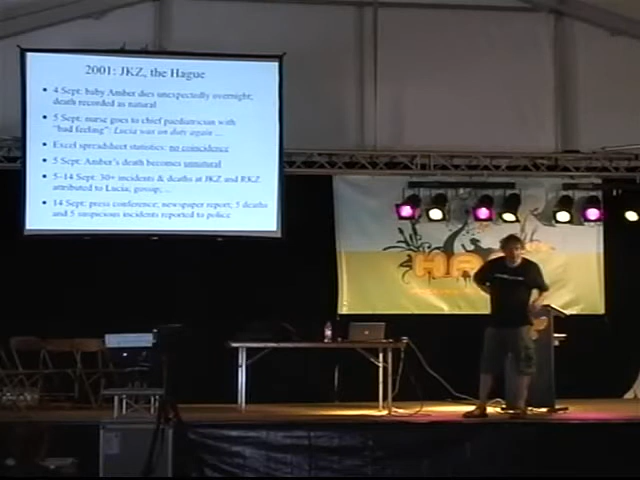 2001: JKZ, the Hague
• 4 Sept: baby Amber dies unexpectedly overnight;
death recorded as natural
• 5 Sept: nurse goes to chief paediatrician with
"bad feeling": Lucia was on duty again ...
• Excel spreadsheet statistics: no coincidence
• 5 Sept: Amber's death becomes unnatural
• 5–14 Sept: 30+ incidents & deaths at JKZ and RKZ
attributed to Lucia; gossip; ...
• 14 Sept: press conference; newspaper report; 5 deaths
and 5 suspicious incidents reported to police